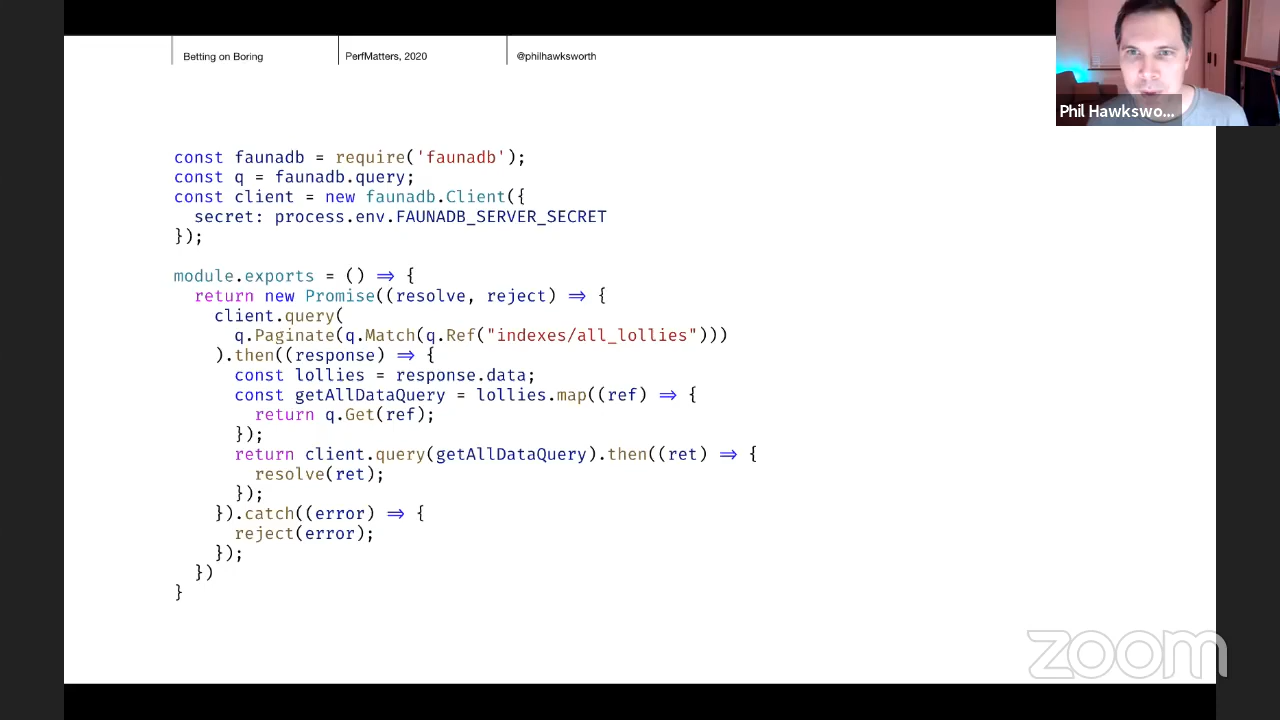 Betting on Boring
PerfMatters, 2020
@philhawksworth
Phil Hawkswo...
const faunadb = require('faunadb');
const q = faunadb.query;
const client = new faunadb.Client({
  secret: process.env.FAUNADB_SERVER_SECRET
});
module.exports = () => {
  return new Promise((resolve, reject) => {
    client.query(
      q.Paginate(q.Match(q.Ref("indexes/all_lollies")))
    ).then((response) => {
      const lollies = response.data;
      const getAllDataQuery = lollies.map((ref) => {
        return q.Get(ref);
      });
      return client.query(getAllDataQuery).then((ret) => {
        resolve(ret);
      });
    }).catch((error) => {
      reject(error);
    });
  })
}
zoom